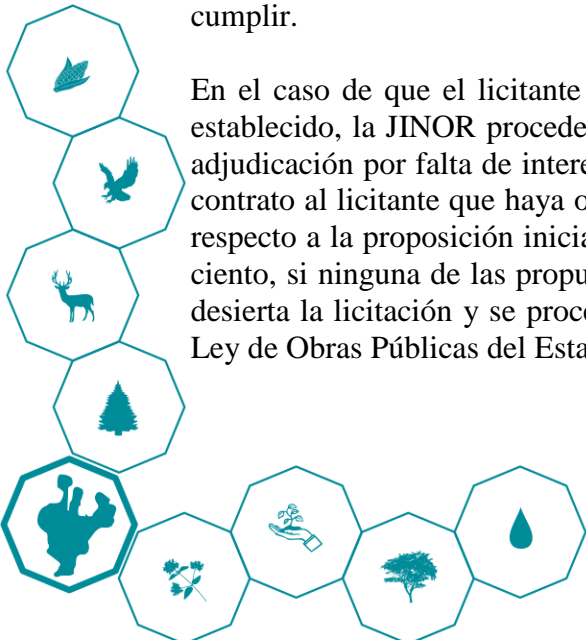 cumplir.
En el caso de que el licitante
establecido, la JINOR procede
adjudicación por falta de intere
contrato al licitante que haya o
respecto a la proposición inicia
ciento, si ninguna de las propu
desierta la licitación y se proc
Ley de Obras Públicas del Esta